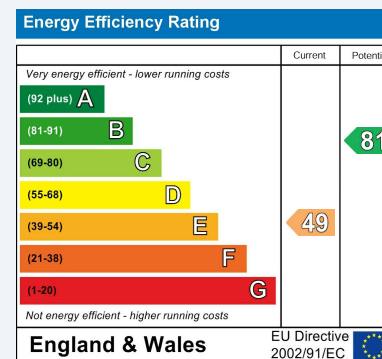 Energy Efficiency Rating
Current Potenti
Very energy efficient - lower running costs
(92 plus) A
(81-91) B
81
(69-80) C
(55-68) D
(39-54) E
49
(21-38) F
(1-20) G
Not energy efficient - higher running costs
England & Wales
EU Directive
2002/91/EC